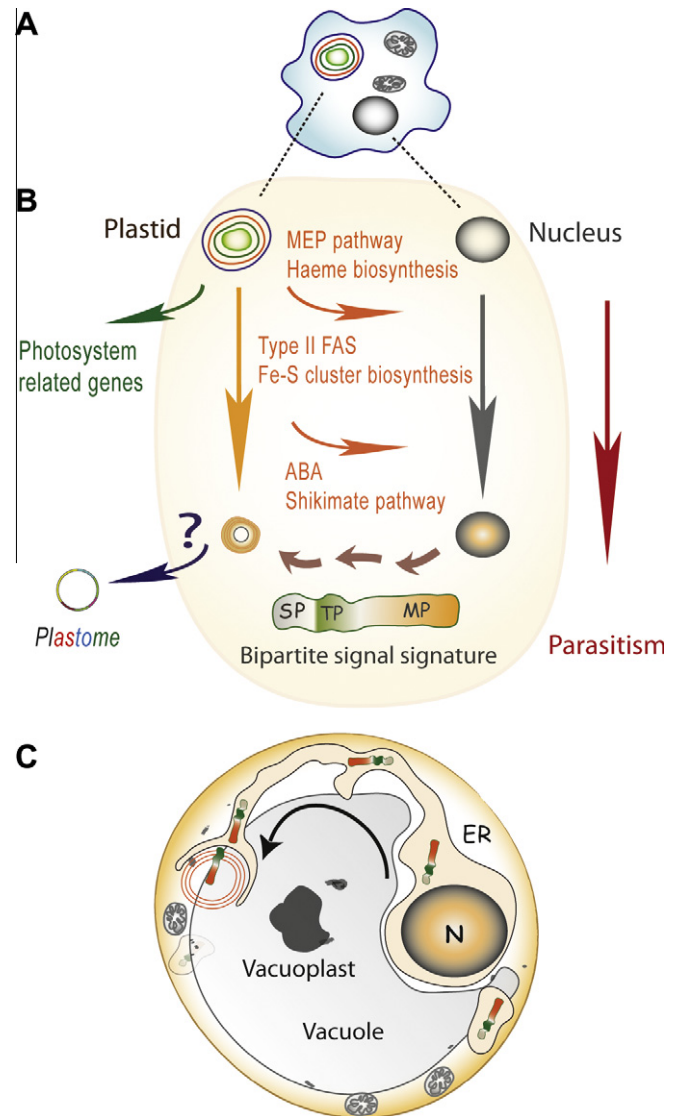 A
B
Plastid
Nucleus
MEP pathway
Haeme biosynthesis
Photosystem
related genes
Type II FAS
Fe-S cluster biosynthesis
ABA
Shikimate pathway
?
Plastome
SP TP MP
Bipartite signal signature
Parasitism
C
ER
N
Vacuoplast
Vacuole